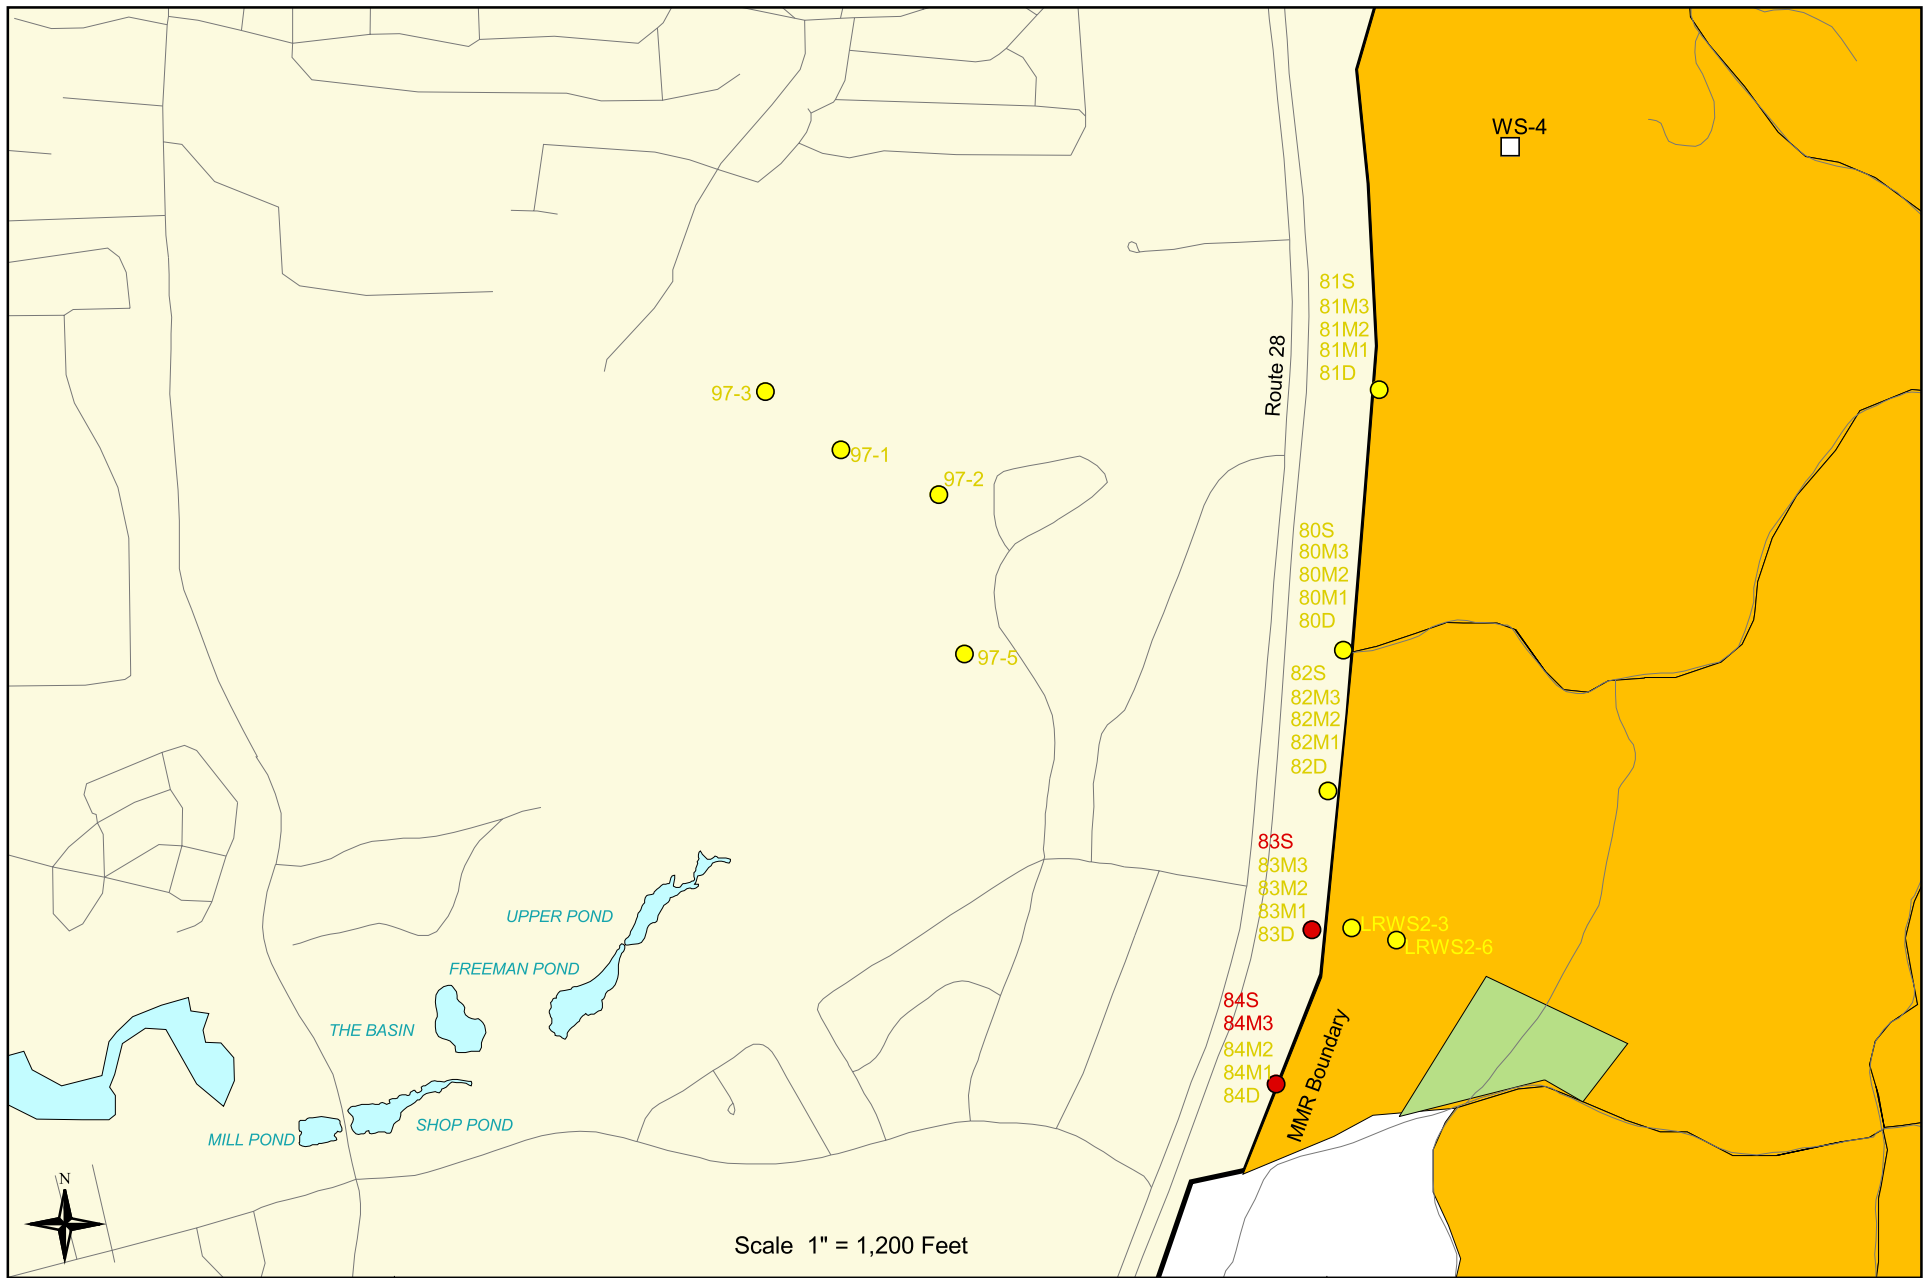 WS-4
81S
81M3
81M2
81M1
81D
Route 28
97-3
97-1
97-2
80S
80M3
80M2
80M1
80D
97-5
82S
82M3
82M2
82M1
82D
83S
83M3
83M2
83M1
83D
LRWS2-3
LRWS2-6
UPPER POND
FREEMAN POND
THE BASIN
84S
84M3
84M2
84M1
84D
MMR Boundary
SHOP POND
MILL POND
N
Scale 1" = 1,200 Feet